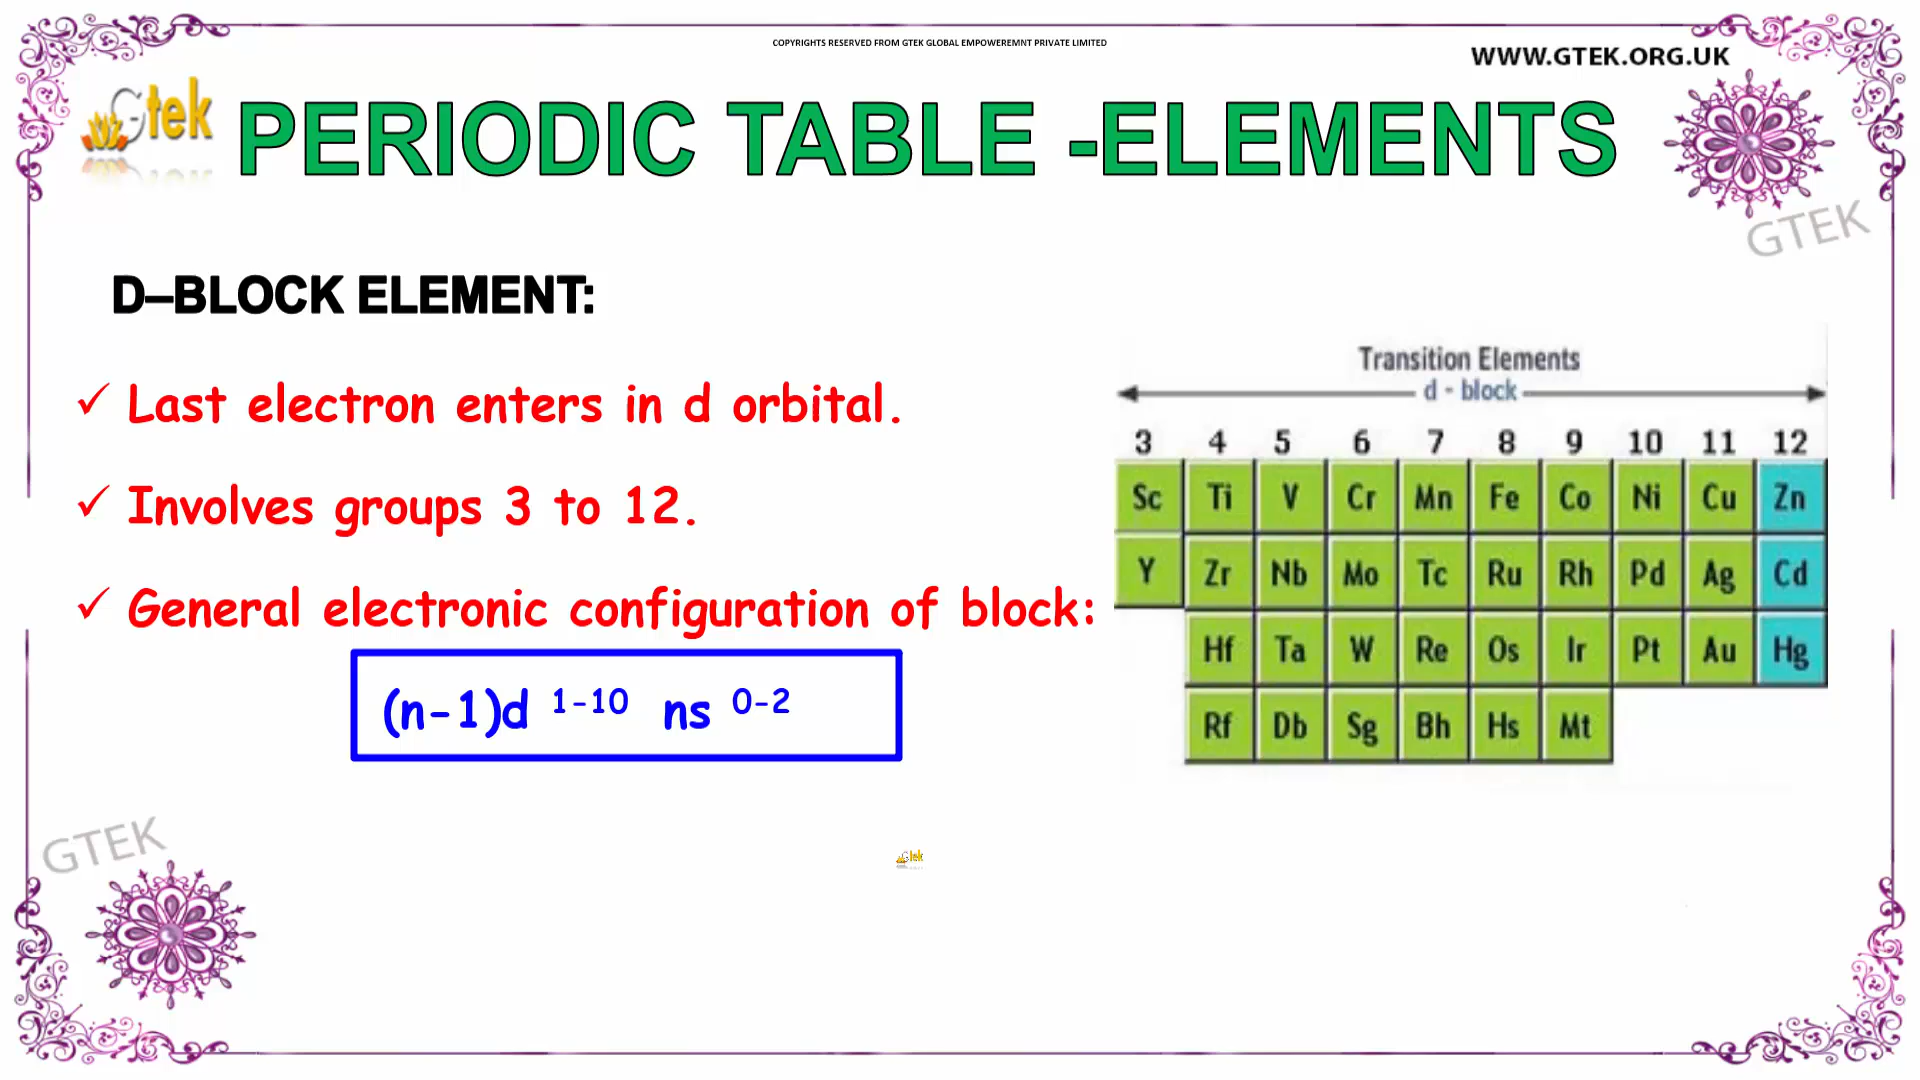 COPYRIGHTS RESERVED FROM GTEK GLOBAL EMPOWEREMNT PRIVATE LIMITED
WWW.GTEK.ORG.UK
Gtek
PERIODIC TABLE -ELEMENTS
GTEK
D–BLOCK ELEMENT:
✓ Last electron enters in d orbital.
✓ Involves groups 3 to 12.
✓ General electronic configuration of block:
(n-1)d 1-10 ns 0-2
Transition Elements
d - block
3 4 5 6 7 8 9 10 11 12
Sc Ti V Cr Mn Fe Co Ni Cu Zn
Y Zr Nb Mo Tc Ru Rh Pd Ag Cd
Hf Ta W Re Os Ir Pt Au Hg
Rf Db Sg Bh Hs Mt
GTEK
Gtek